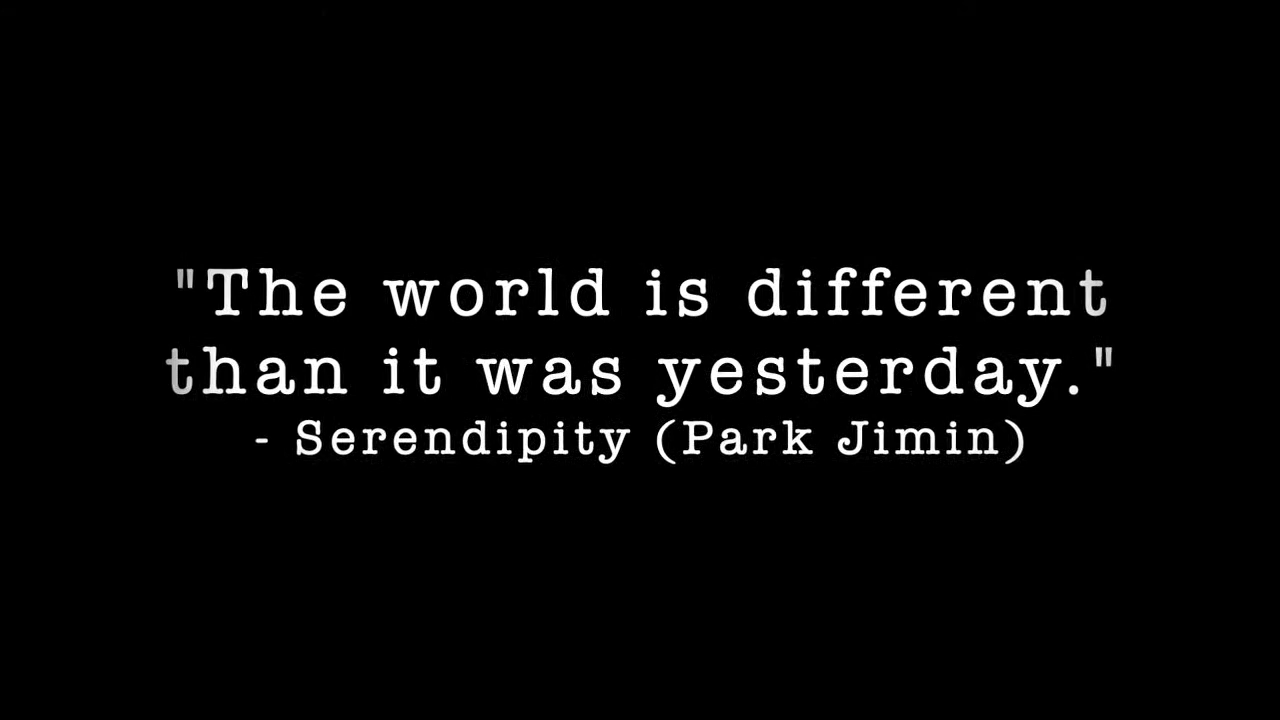 "The world is different
than it was yesterday."
- Serendipity (Park Jimin)